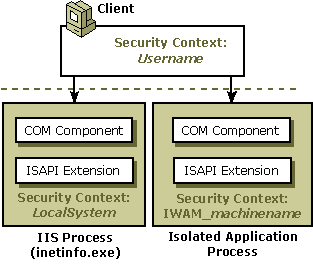 Client
Security Context:
Username
COM Component
ISAPI Extension
Security Context:
LocalSystem
IIS Process
(inetinfo.exe)
COM Component
ISAPI Extension
Security Context:
IWAM_machinename
Isolated Application
Process